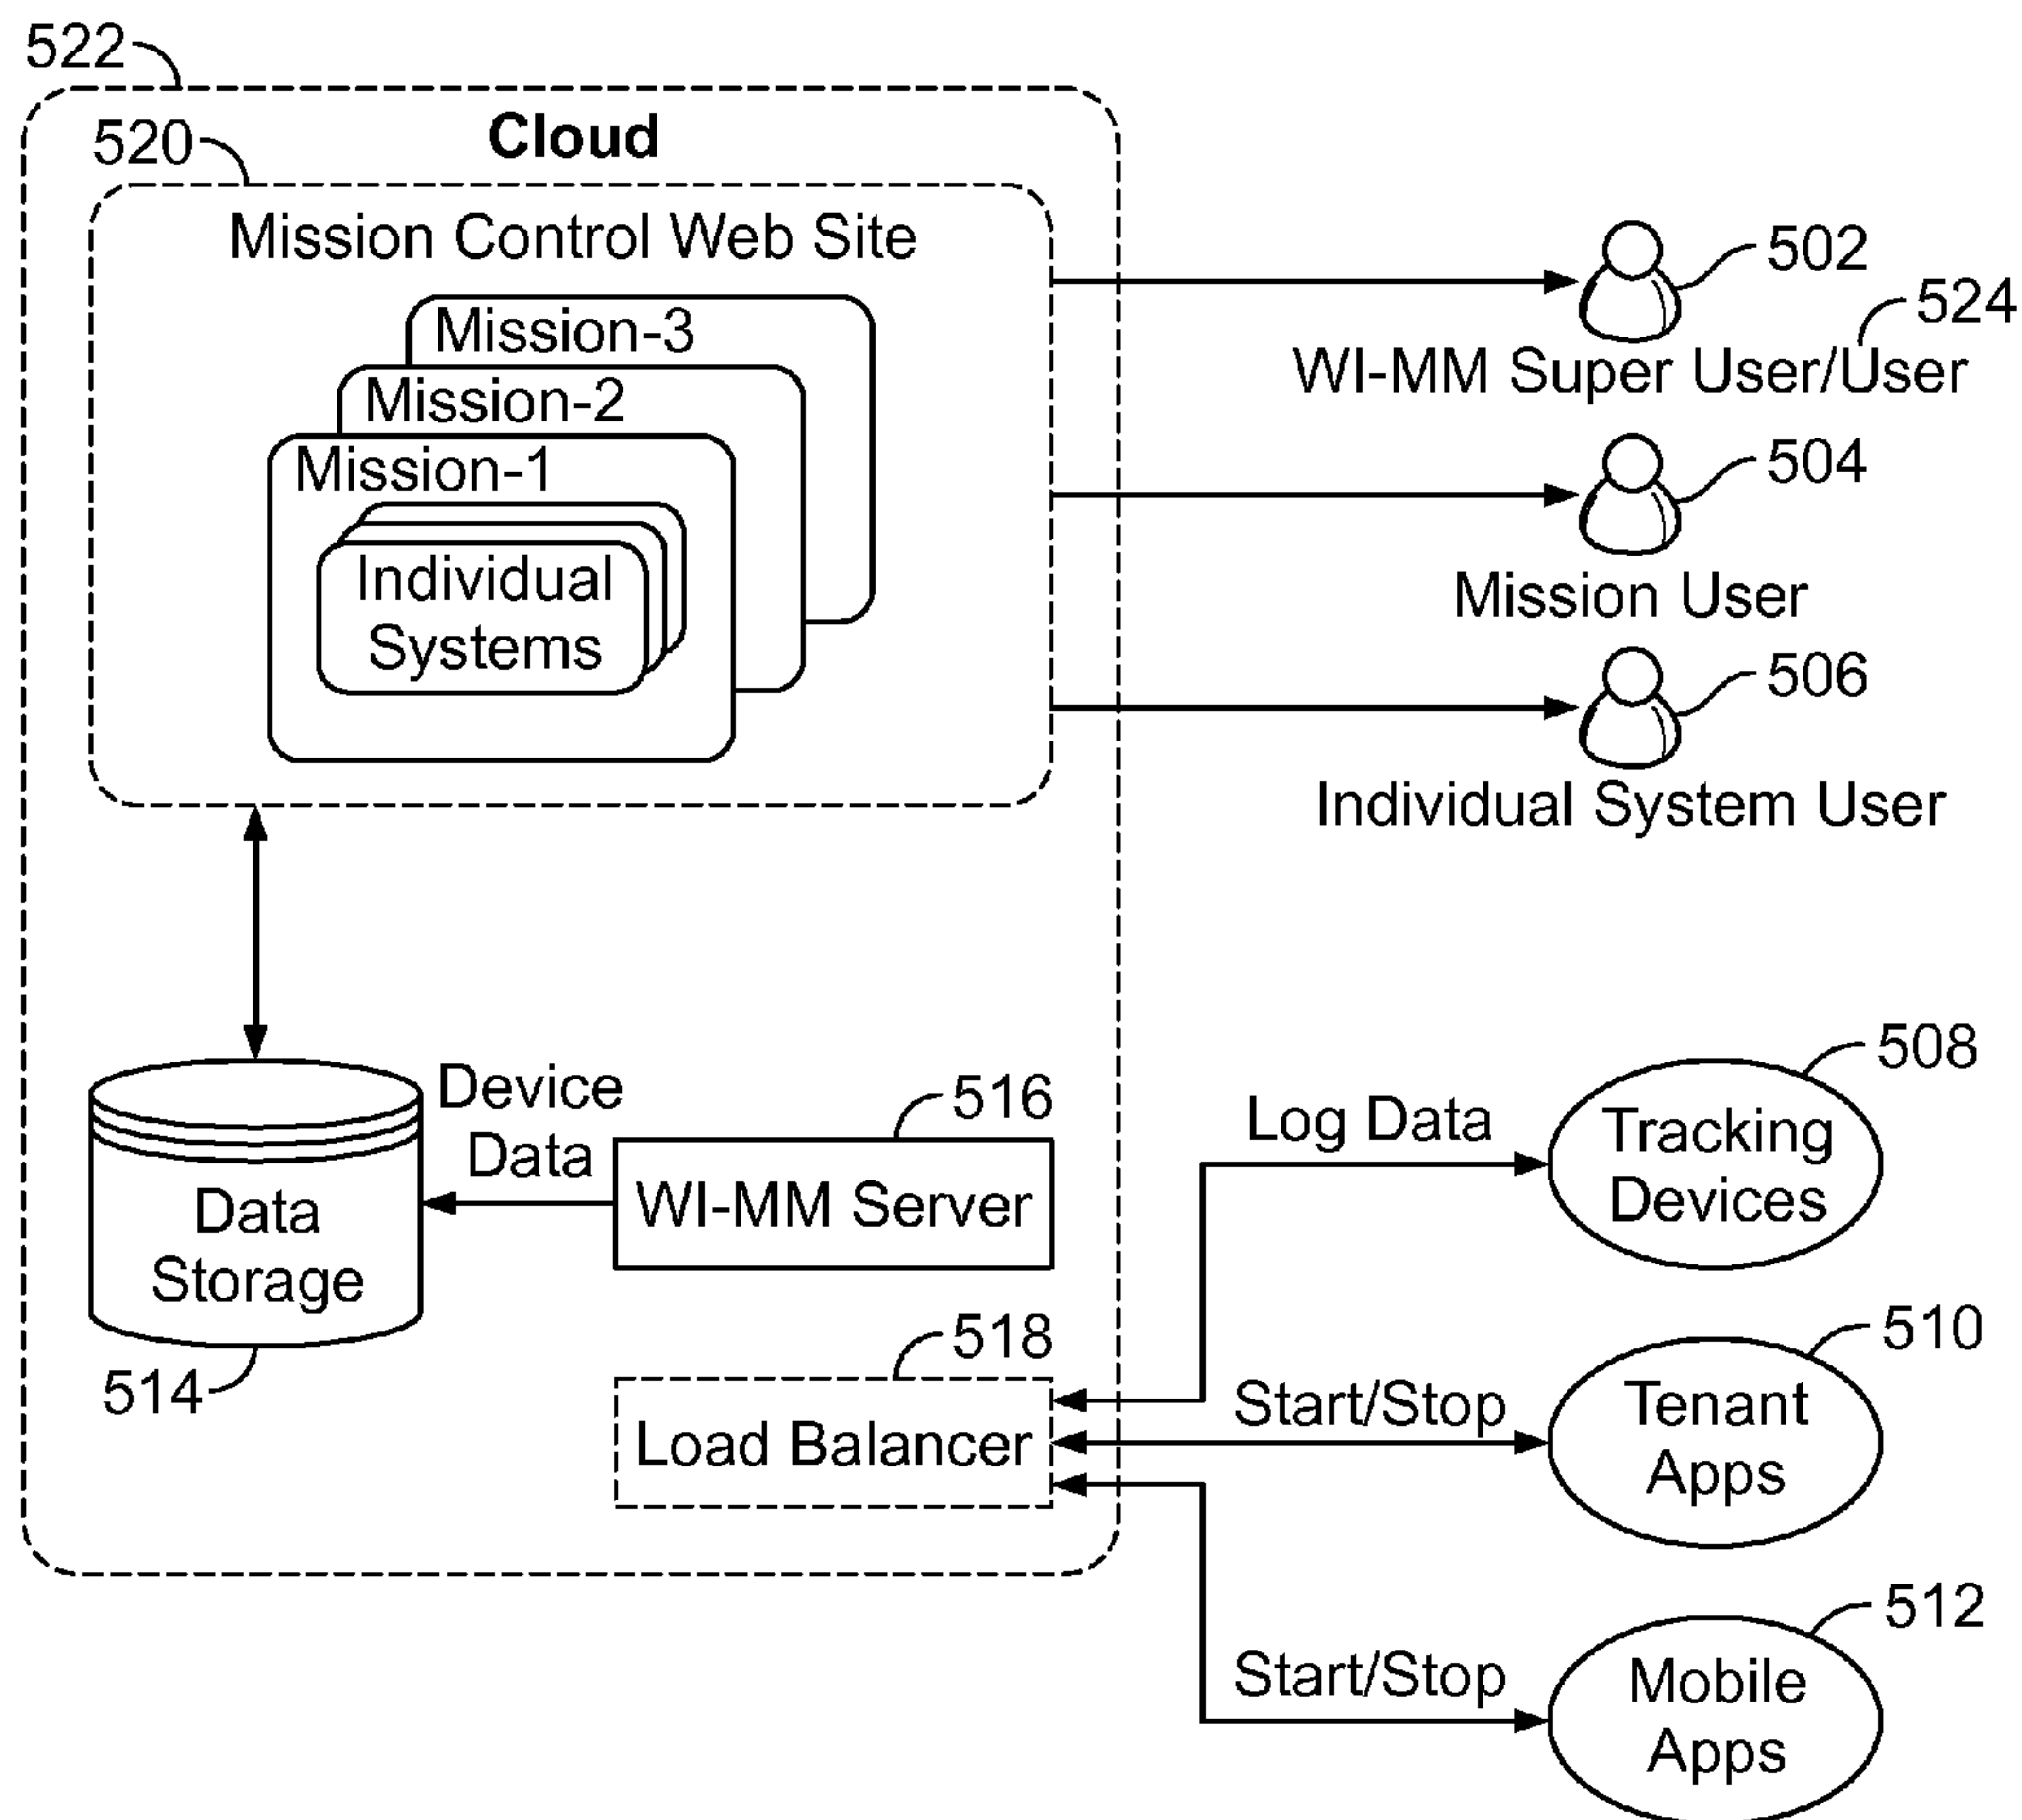 522
Cloud
520
Mission Control Web Site
Mission-3
Mission-2
Mission-1
Individual
Systems
502
524
WI-MM Super User/User
504
Mission User
506
Individual System User
Device
Data
516
WI-MM Server
Data
Storage
514
518
Load Balancer
Log Data
508
Tracking
Devices
Start/Stop
510
Tenant
Apps
Start/Stop
512
Mobile
Apps